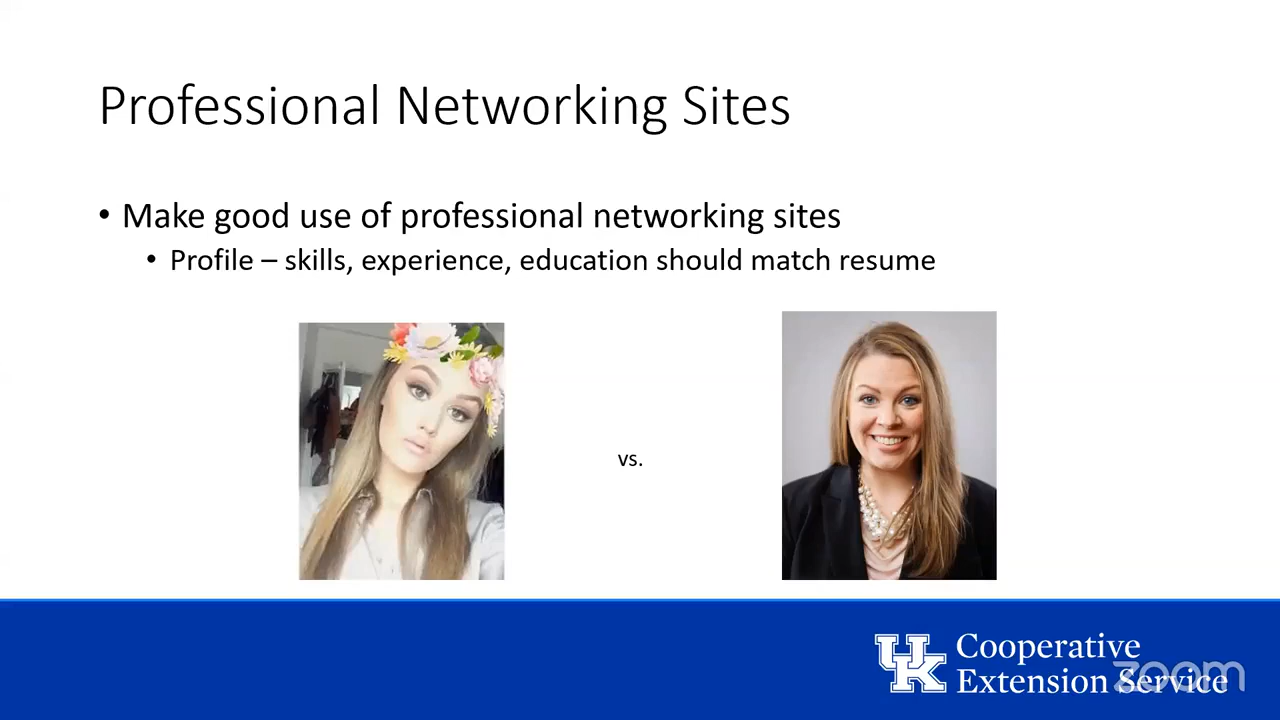 Professional Networking Sites
• Make good use of professional networking sites
• Profile – skills, experience, education should match resume
vs.
UK
Cooperative
Extension Service
zoom